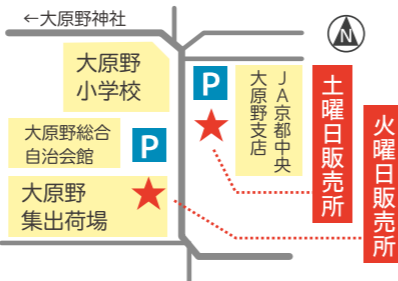 ←大原野神社
N
大原野
小学校
P
JA京都中央
大原野支店
土曜日販売所
火曜日販売所
大原野総合
自治会館
P
大原野
集出荷場